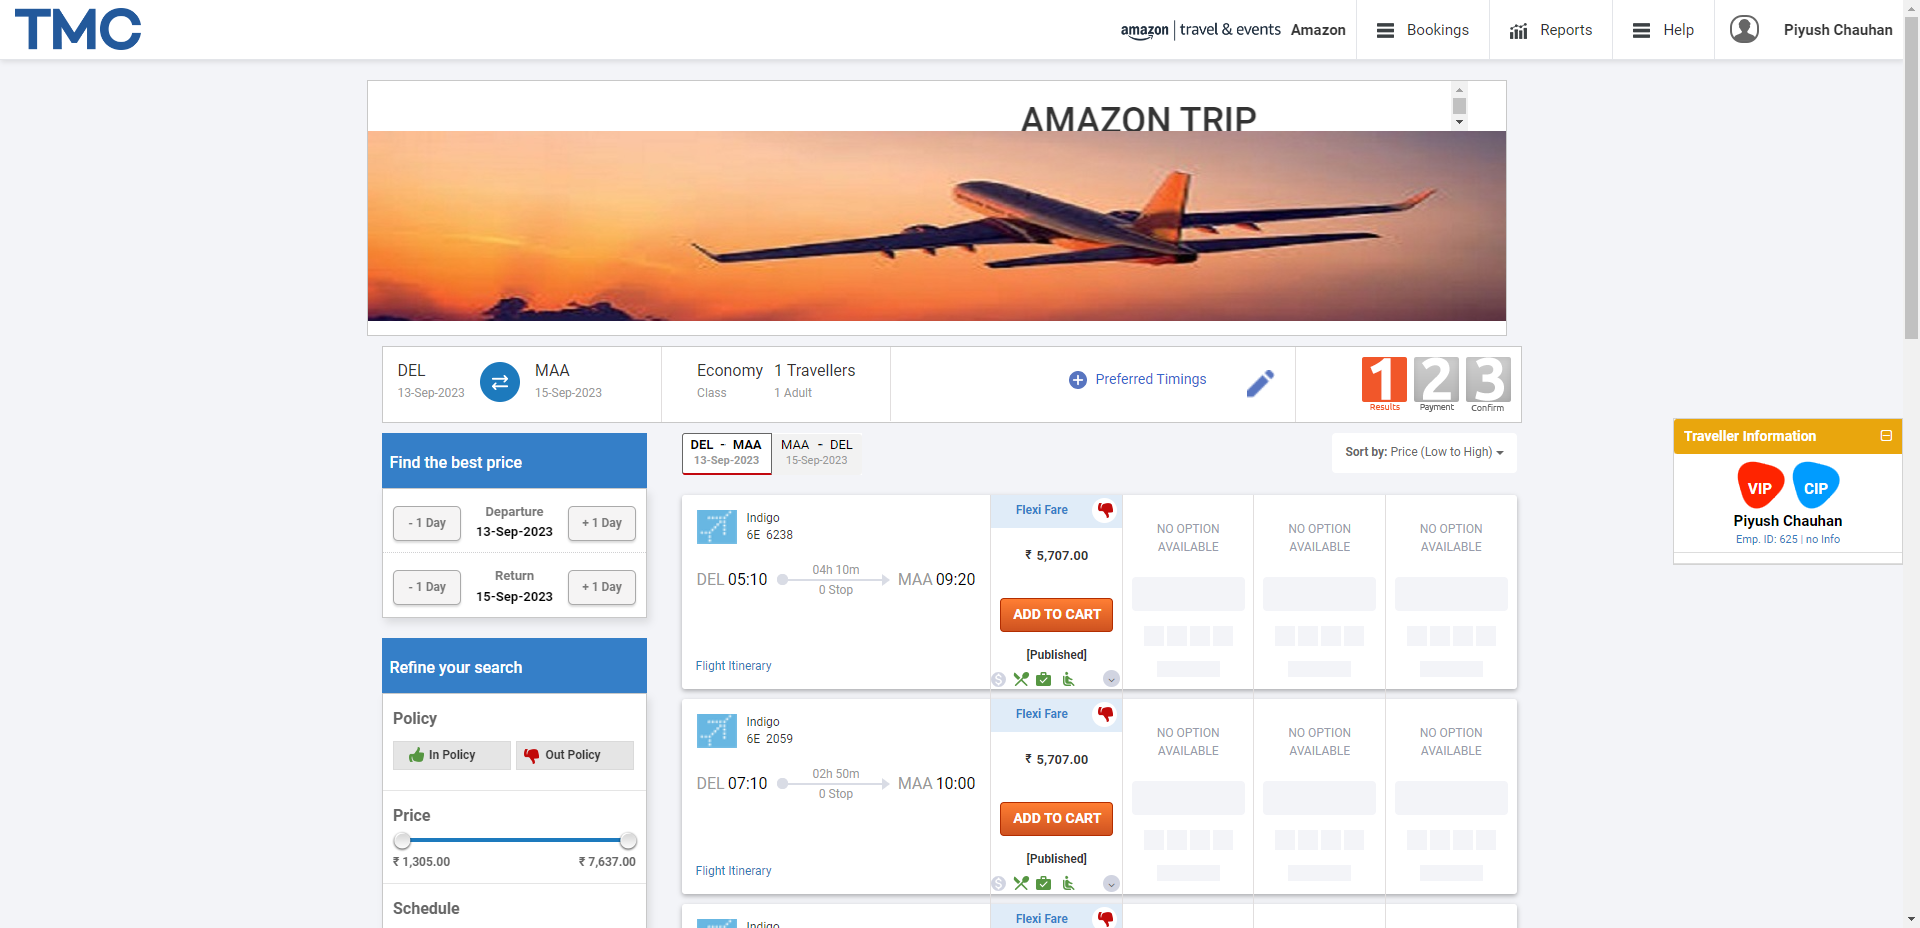 TMC
amazon travel & events Amazon
Bookings
Reports
Help
Piyush Chauhan
AMAZON TRIP
DEL
13-Sep-2023
MAA
15-Sep-2023
Economy
Class
1 Travellers
1 Adult
Preferred Timings
1 2 3
Results Payment Confirm
Traveller Information
VIP CIP
Piyush Chauhan
Emp. ID: 625 | no Info
Find the best price
Departure
- 1 Day 13-Sep-2023 + 1 Day
Return
- 1 Day 15-Sep-2023 + 1 Day
Refine your search
Policy
In Policy Out Policy
Price
₹ 1,305.00 ₹ 7,637.00
Schedule
DEL - MAA
13-Sep-2023
MAA - DEL
15-Sep-2023
Sort by: Price (Low to High)
Indigo
6E 6238
DEL 05:10
04h 10m
0 Stop
MAA 09:20
Flight Itinerary
Flexi Fare
₹ 5,707.00
ADD TO CART
[Published]
NO OPTION
AVAILABLE
NO OPTION
AVAILABLE
NO OPTION
AVAILABLE
Indigo
6E 2059
DEL 07:10
02h 50m
0 Stop
MAA 10:00
Flight Itinerary
Flexi Fare
₹ 5,707.00
ADD TO CART
[Published]
NO OPTION
AVAILABLE
NO OPTION
AVAILABLE
NO OPTION
AVAILABLE
Indigo
Flexi Fare